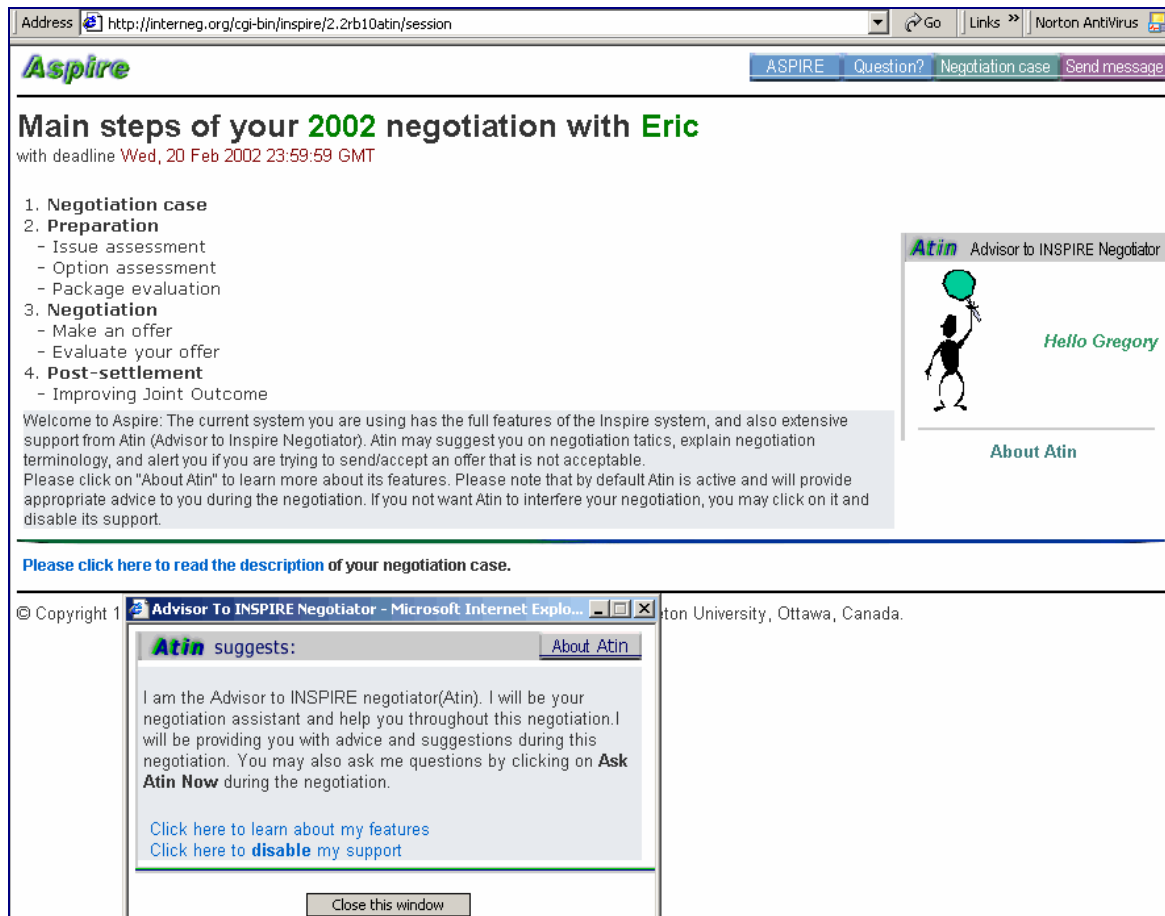 Address http://interneg.org/cgi-bin/inspire/2.2rb10atin/session Go Links » Norton AntiVirus
Aspire ASPIRE Question? Negotiation case Send message
Main steps of your 2002 negotiation with Eric
with deadline Wed, 20 Feb 2002 23:59:59 GMT
1. Negotiation case
2. Preparation
- Issue assessment
- Option assessment
- Package evaluation
3. Negotiation
- Make an offer
- Evaluate your offer
4. Post-settlement
- Improving Joint Outcome
Atin Advisor to INSPIRE Negotiator
Hello Gregory
About Atin
Welcome to Aspire: The current system you are using has the full features of the Inspire system, and also extensive
support from Atin (Advisor to Inspire Negotiator). Atin may suggest you on negotiation tatics, explain negotiation
terminology, and alert you if you are trying to send/accept an offer that is not acceptable.
Please click on "About Atin" to learn more about its features. Please note that by default Atin is active and will provide
appropriate advice to you during the negotiation. If you not want Atin to interfere your negotiation, you may click on it and
disable its support.
Please click here to read the description of your negotiation case.
© Copyright 1 eton University, Ottawa, Canada.
Advisor To INSPIRE Negotiator - Microsoft Internet Explo...
Atin suggests: About Atin
I am the Advisor to INSPIRE negotiator(Atin). I will be your
negotiation assistant and help you throughout this negotiation.I
will be providing you with advice and suggestions during this
negotiation. You may also ask me questions by clicking on Ask
Atin Now during the negotiation.
Click here to learn about my features
Click here to disable my support
Close this window